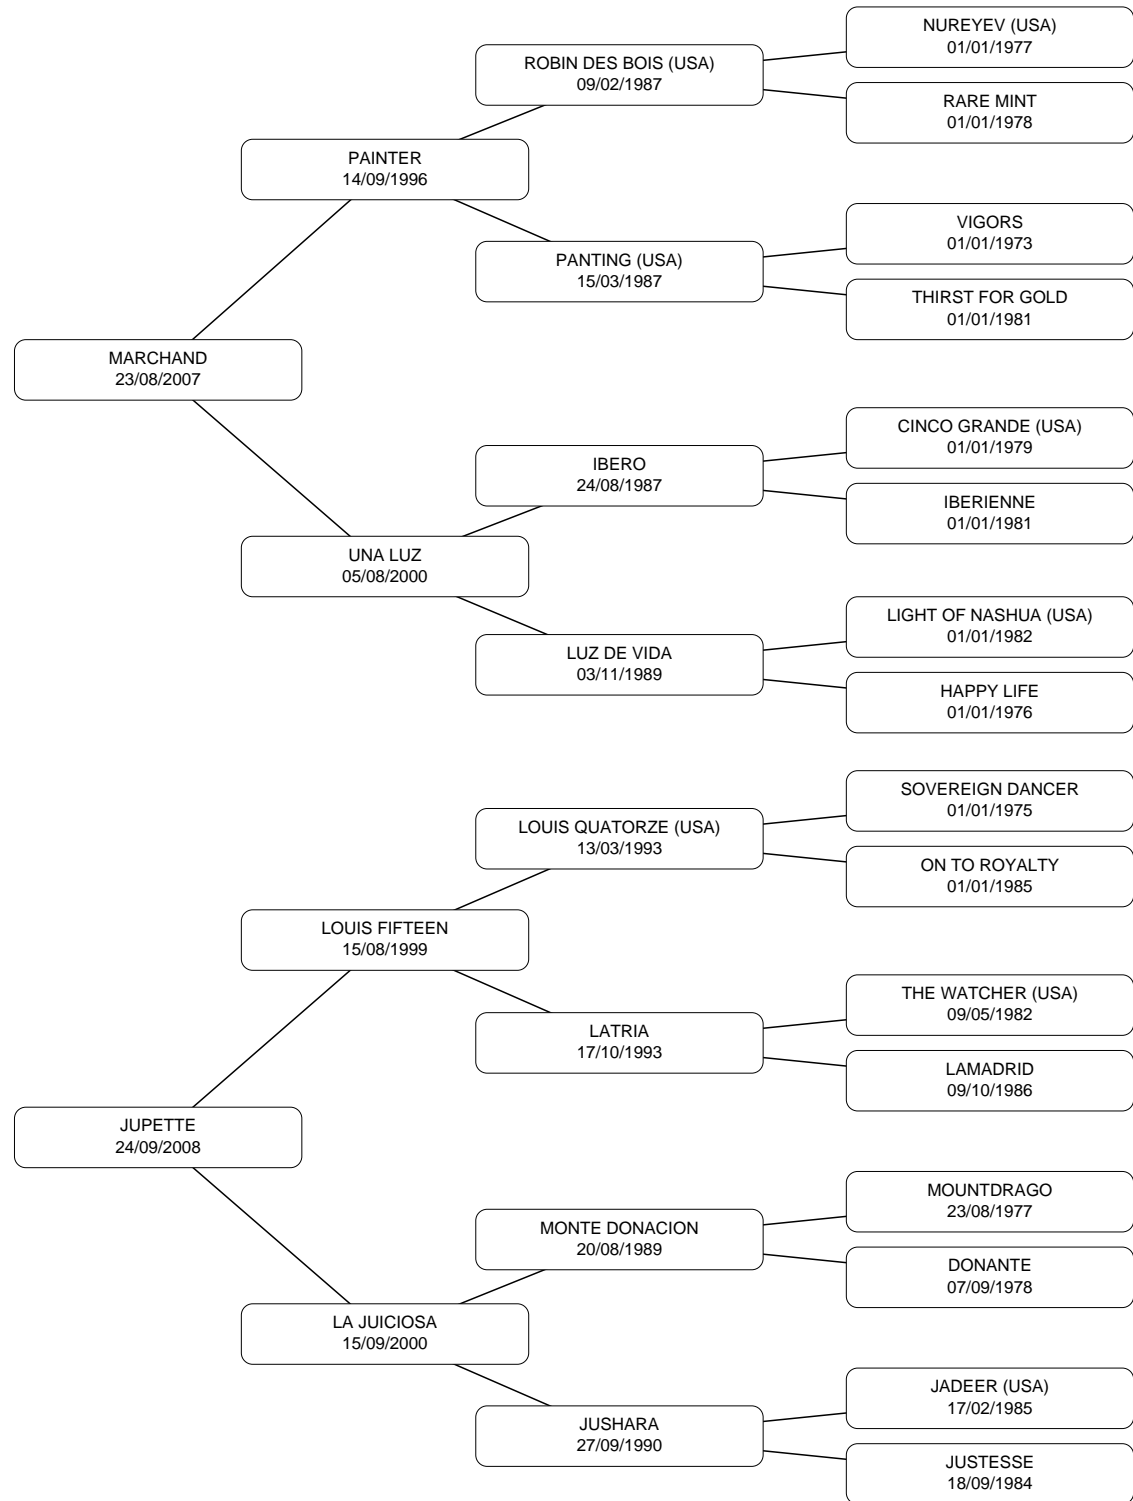 NUREYEV (USA)
01/01/1977
ROBIN DES BOIS (USA)
09/02/1987
RARE MINT
01/01/1978
PAINTER
14/09/1996
VIGORS
01/01/1973
PANTING (USA)
15/03/1987
THIRST FOR GOLD
01/01/1981
MARCHAND
23/08/2007
CINCO GRANDE (USA)
01/01/1979
IBERO
24/08/1987
IBERIENNE
01/01/1981
UNA LUZ
05/08/2000
LIGHT OF NASHUA (USA)
01/01/1982
LUZ DE VIDA
03/11/1989
HAPPY LIFE
01/01/1976
SOVEREIGN DANCER
01/01/1975
LOUIS QUATORZE (USA)
13/03/1993
ON TO ROYALTY
01/01/1985
LOUIS FIFTEEN
15/08/1999
THE WATCHER (USA)
09/05/1982
LATRIA
17/10/1993
LAMADRID
09/10/1986
JUPETTE
24/09/2008
MOUNTDRAGO
23/08/1977
MONTE DONACION
20/08/1989
DONANTE
07/09/1978
LA JUICIOSA
15/09/2000
JADEER (USA)
17/02/1985
JUSHARA
27/09/1990
JUSTESSE
18/09/1984